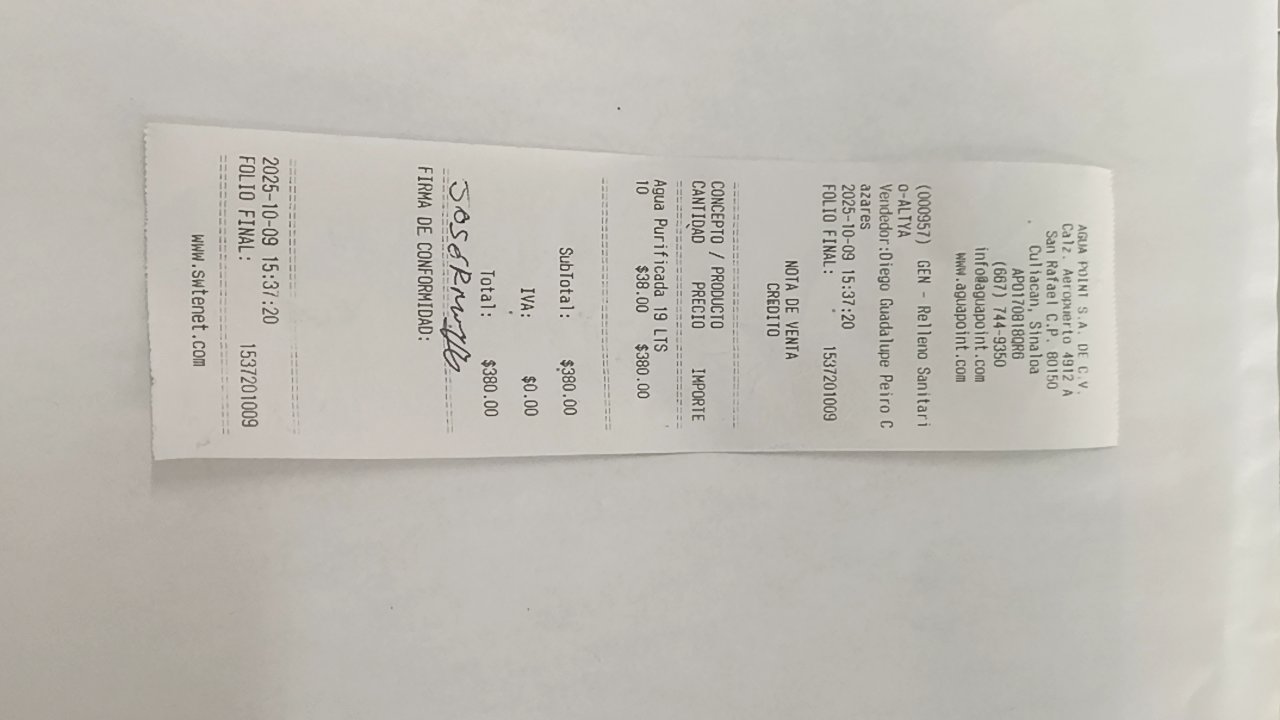 AGUA POINT S.A. DE C.V.
Calz. Aeropuerto 4912 A
San Rafael C.P. 80150
Culiacan, Sinaloa
APO170818QR6
(667) 744-9350
info@aguapoint.com
www.aguapoint.com
(000957) GEN - Relleno Sanitari
o-ALTYA
Vendedor:Diego Guadalupe Peiro C
azares
2025-10-09 15:37:20
FOLIO FINAL: 1537201009
NOTA DE VENTA
CREDITO
CONCEPTO / PRODUCTO
CANTIDAD PRECIO IMPORTE
Agua Purificada 19 LTS
10 $38.00 $380.00
SubTotal: $380.00
IVA: $0.00
Total: $380.00
FIRMA DE CONFORMIDAD:
2025-10-09 15:37:20
FOLIO FINAL: 1537201009
www.swtenet.com